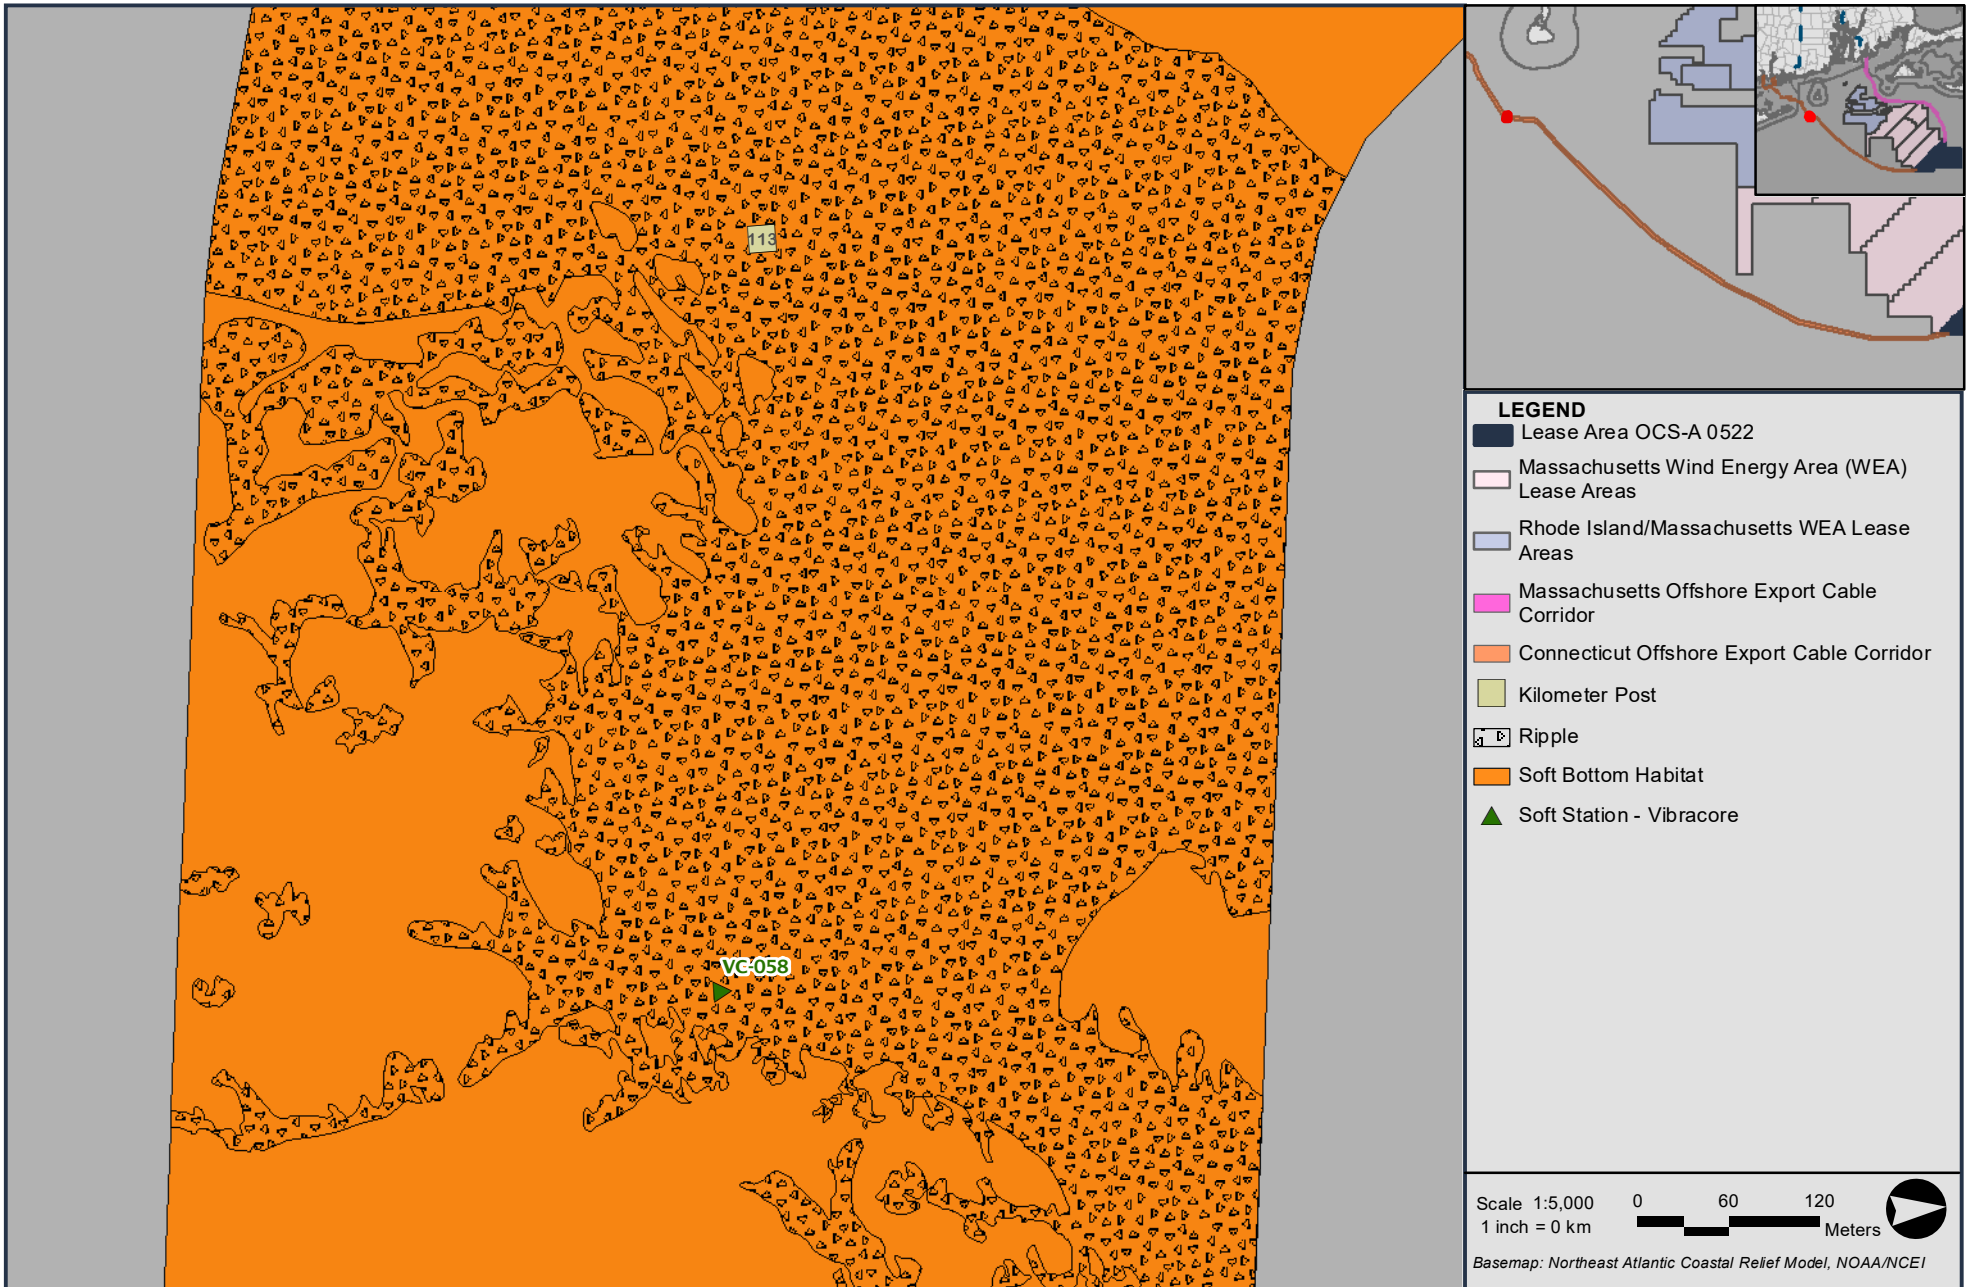 113
VC-058
LEGEND
Lease Area OCS-A 0522
Massachusetts Wind Energy Area (WEA)
Lease Areas
Rhode Island/Massachusetts WEA Lease
Areas
Massachusetts Offshore Export Cable
Corridor
Connecticut Offshore Export Cable Corridor
Kilometer Post
Ripple
Soft Bottom Habitat
Soft Station - Vibracore
Scale 1:5,000
1 inch = 0 km
0 60 120
Meters
Basemap: Northeast Atlantic Coastal Relief Model, NOAA/NCEI